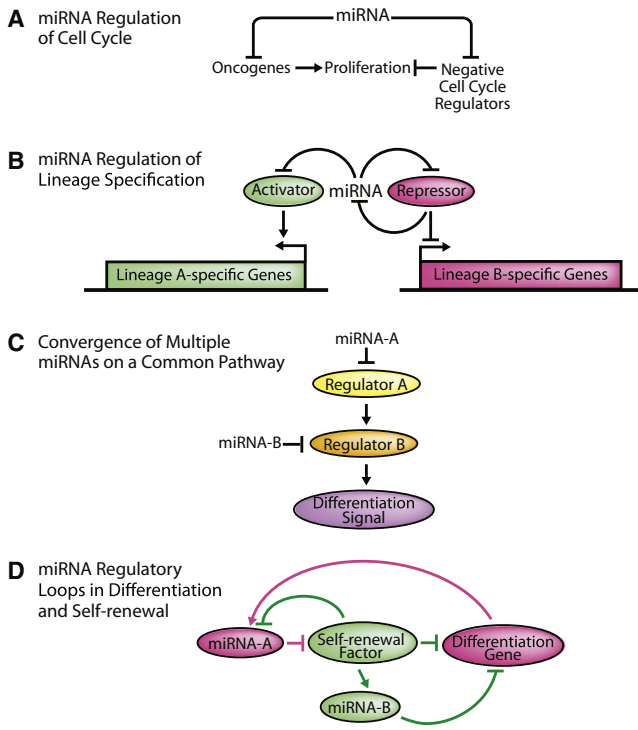 A miRNA Regulation
of Cell Cycle
miRNA
Oncogenes Proliferation Negative
Cell Cycle
Regulators
B miRNA Regulation of
Lineage Specification
Activator miRNA Repressor
Lineage A-specific Genes Lineage B-specific Genes
C Convergence of Multiple
miRNAs on a Common Pathway
miRNA-A
Regulator A
miRNA-B Regulator B
Differentiation
Signal
D miRNA Regulatory
Loops in Differentiation
and Self-renewal
miRNA-A Self-renewal
Factor
Differentiation
Gene
miRNA-B